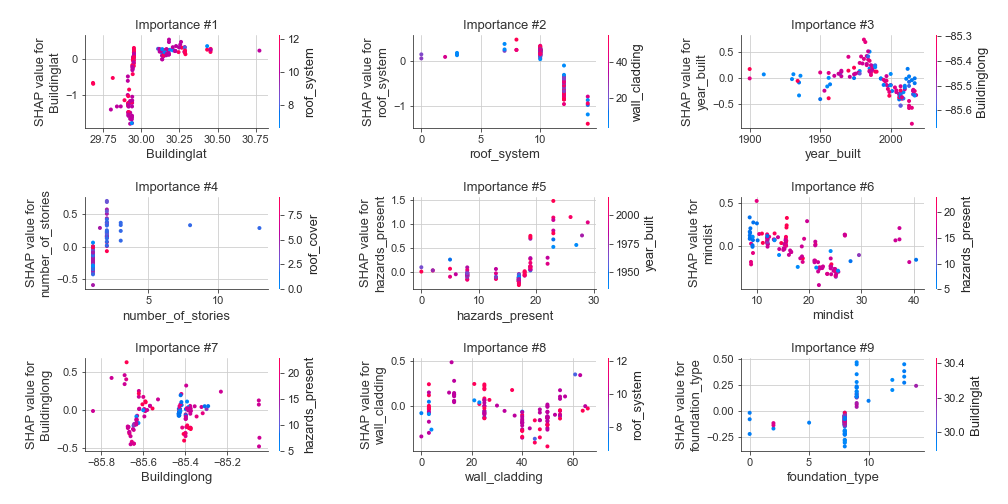 Importance #1
SHAP value for
Buildinglat
0
−1
29.75 30.00 30.25 30.50 30.75
Buildinglat
12
10
8
roof_system
Importance #2
SHAP value for
roof_system
0
−1
0 5 10
roof_system
40
20
wall_cladding
Importance #3
SHAP value for
year_built
0.5
0.0
−0.5
1900 1950 2000
year_built
−85.3
−85.4
−85.5
−85.6
Buildinglong
Importance #4
SHAP value for
number_of_stories
0.5
0.0
−0.5
5 10
number_of_stories
7.5
5.0
2.5
0.0
roof_cover
Importance #5
SHAP value for
hazards_present
1.5
1.0
0.5
0.0
0 10 20 30
hazards_present
2000
1975
1950
year_built
Importance #6
SHAP value for
mindist
0.5
0.0
−0.5
10 20 30 40
mindist
20
15
10
5
hazards_present
Importance #7
SHAP value for
Buildinglong
0.5
0.0
−0.5
−85.8 −85.6 −85.4 −85.2
Buildinglong
20
15
10
5
hazards_present
Importance #8
SHAP value for
wall_cladding
0.5
0.0
0 20 40 60
wall_cladding
12
10
8
roof_system
Importance #9
SHAP value for
foundation_type
0.50
0.25
0.00
−0.25
0 5 10
foundation_type
30.4
30.2
30.0
Buildinglat